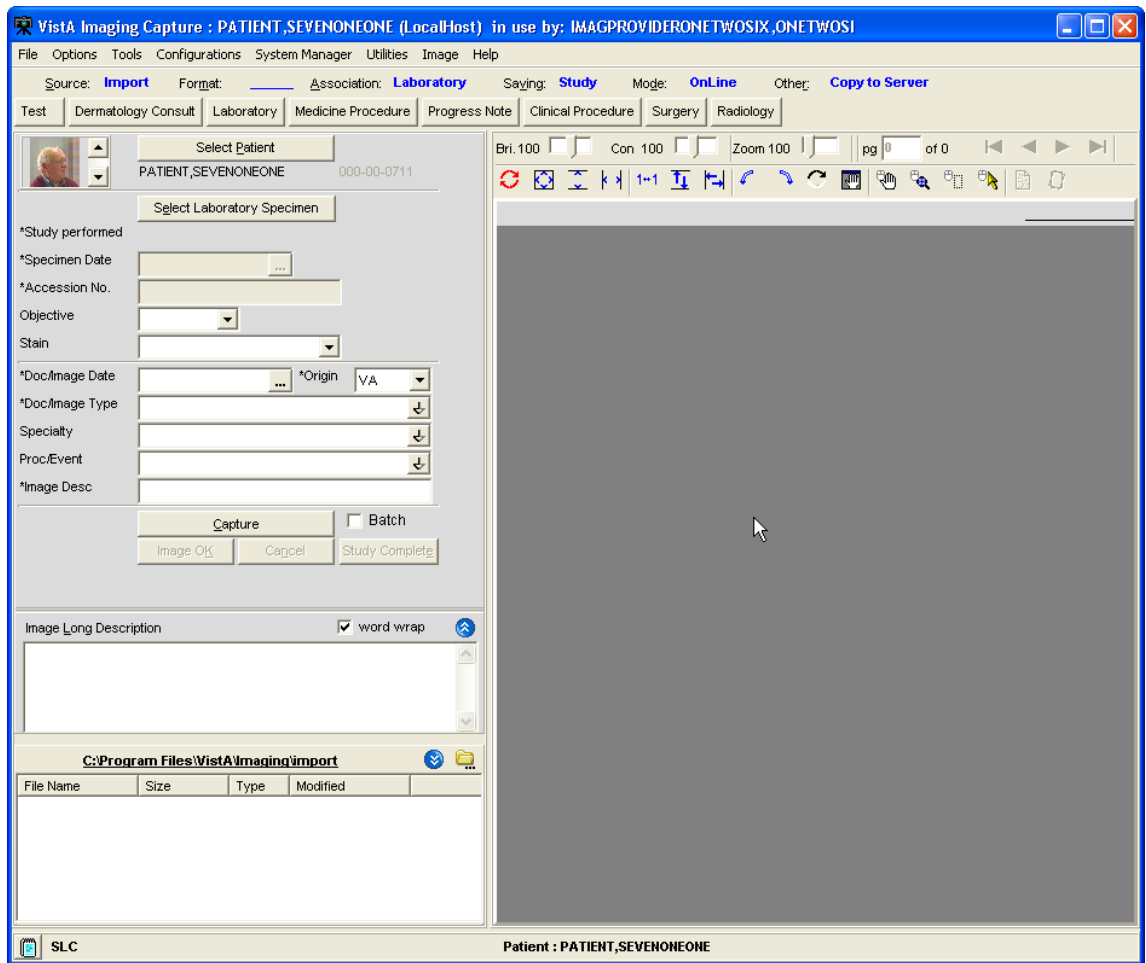 VistA Imaging Capture : PATIENT,SEVENONEONE (LocalHost) in use by: IMAGPROVIDERONETWOSIX,ONETWOSI
File Options Tools Configurations System Manager Utilities Image Help
Source: Import Format: ______ Association: Laboratory Saving: Study Mode: OnLine Other: Copy to Server
Test Dermatology Consult Laboratory Medicine Procedure Progress Note Clinical Procedure Surgery Radiology
Select Patient
PATIENT,SEVENONEONE 000-00-0711
Select Laboratory Specimen
*Study performed
*Specimen Date ...
*Accession No.
Objective
Stain
*Doc/Image Date ... *Origin VA
*Doc/Image Type
Specialty
Proc/Event
*Image Desc
Capture Batch
Image OK Cancel Study Complete
Image Long Description word wrap
C:\Program Files\VistA\Imaging\import
File Name Size Type Modified
Bri. 100 Con 100 Zoom 100 pg 0 of 0
1↔1
SLC Patient : PATIENT,SEVENONEONE